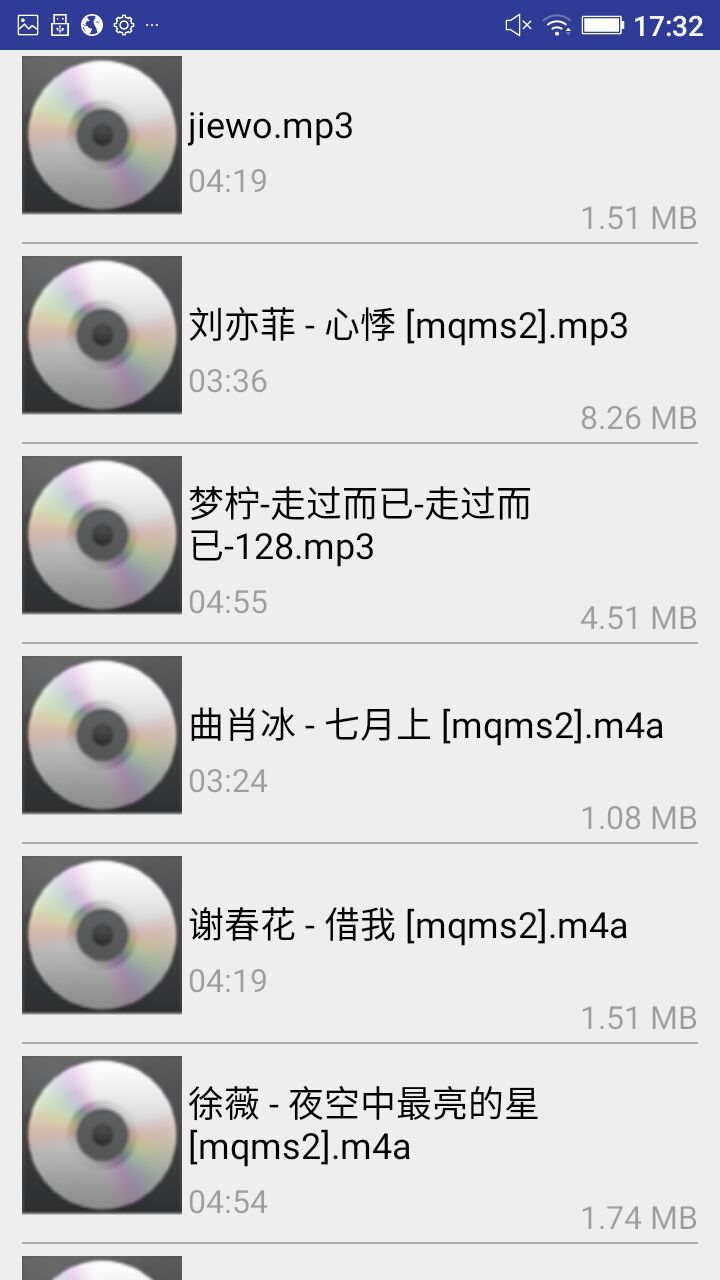 17:32
jiewo.mp3
04:19
1.51 MB
刘亦菲 - 心悸 [mqms2].mp3
03:36
8.26 MB
梦柠-走过而已-走过而
已-128.mp3
04:55
4.51 MB
曲肖冰 - 七月上 [mqms2].m4a
03:24
1.08 MB
谢春花 - 借我 [mqms2].m4a
04:19
1.51 MB
徐薇 - 夜空中最亮的星
[mqms2].m4a
04:54
1.74 MB